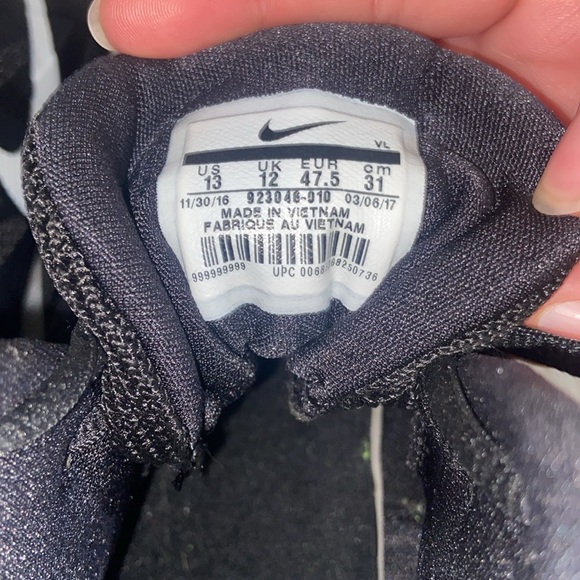 VL
US UK EUR cm
13 12 47.5 31
11/30/16 923046-010 03/06/17
MADE IN VIETNAM
FABRIQUE AU VIETNAM
999999999 UPC